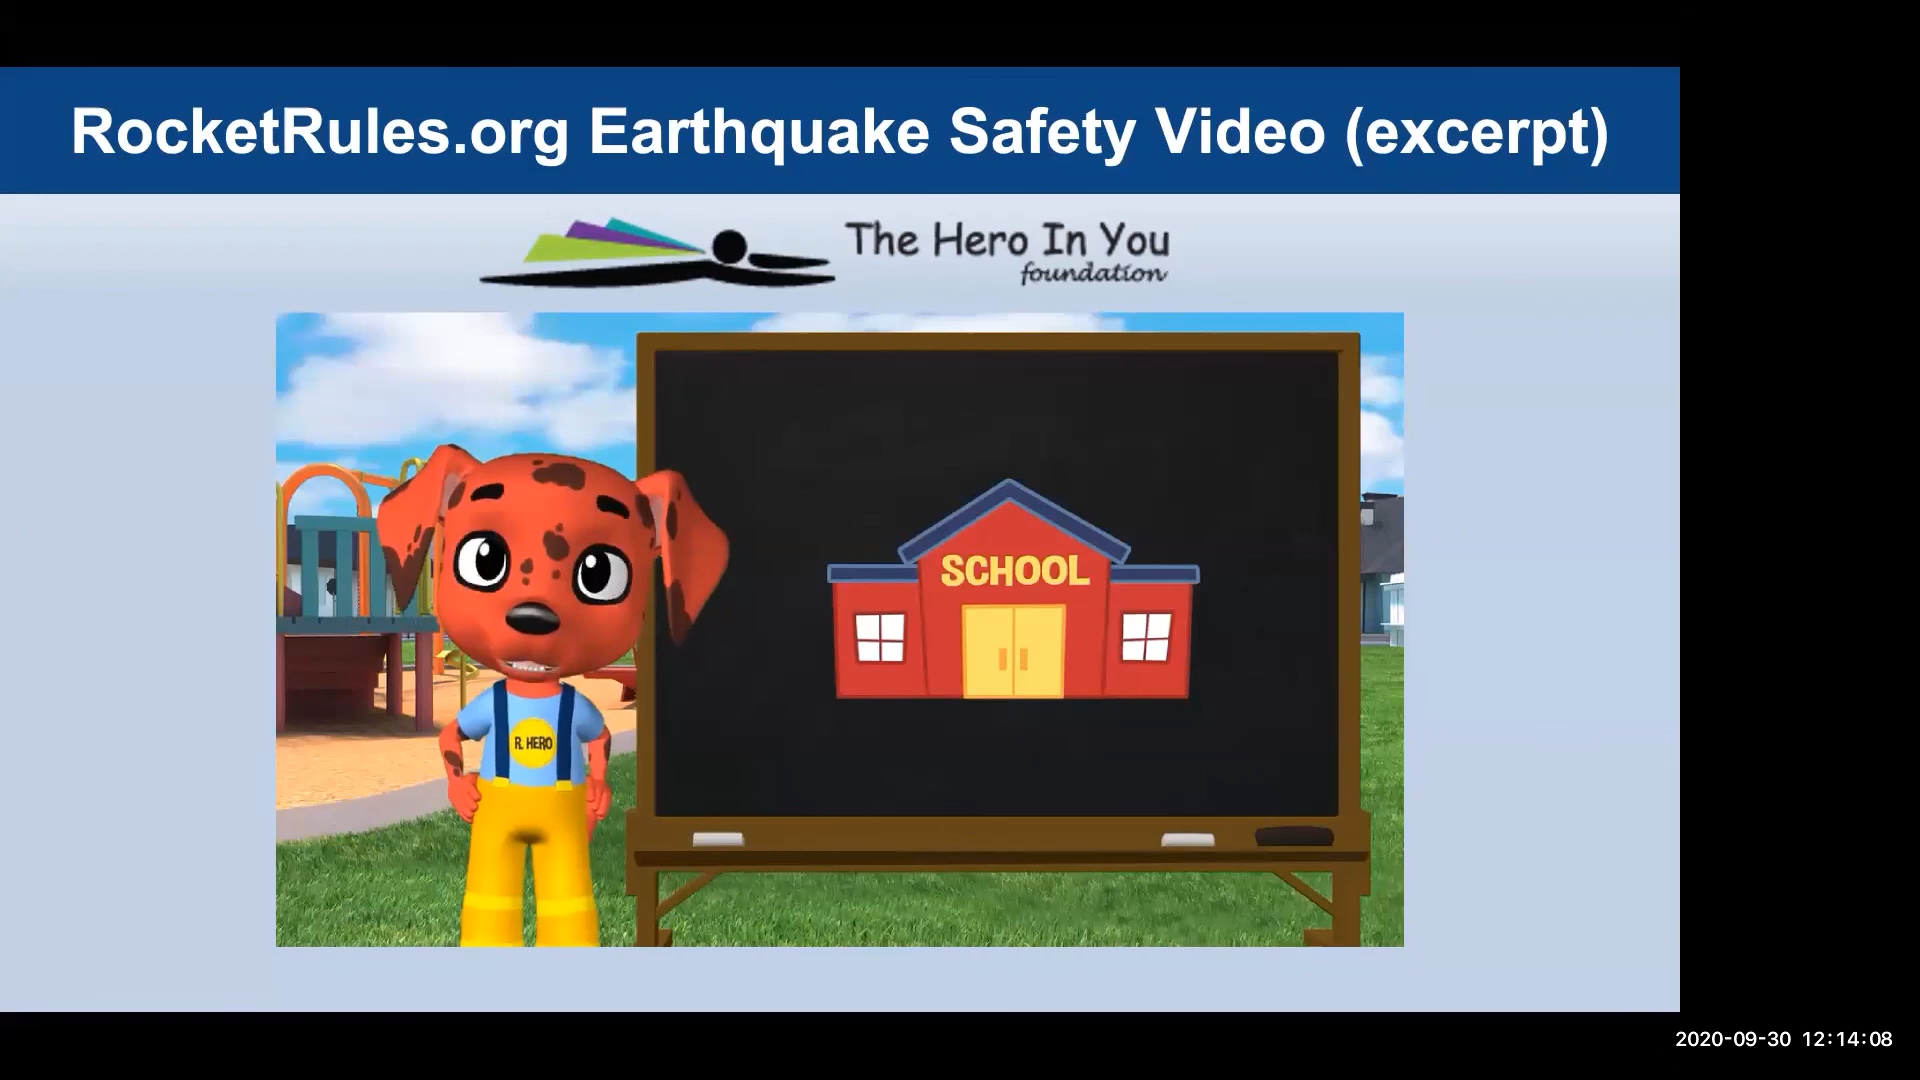 RocketRules.org Earthquake Safety Video (excerpt)
The Hero In You
foundation
SCHOOL
R. HERO
2020-09-30 12:14:08